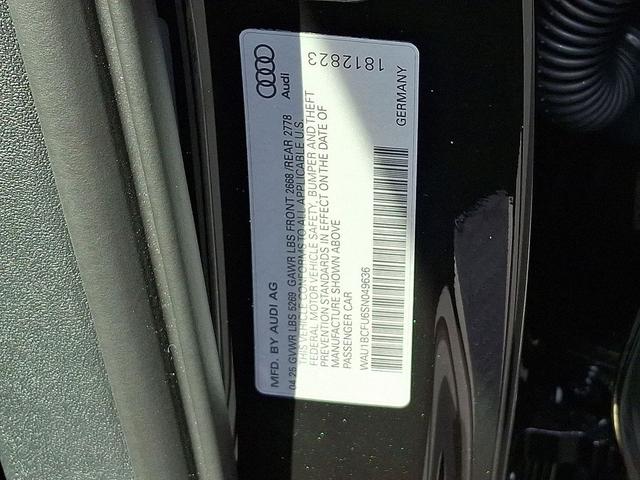 Audi
1812823
MFD. BY AUDI AG
GERMANY
04.25 GVWR LBS 5269 GAWR LBS FRONT 2668 /REAR 2778
THIS VEHICLE CONFORMS TO ALL APPLICABLE U.S.
FEDERAL MOTOR VEHICLE SAFETY, BUMPER AND THEFT
PREVENTION STANDARDS IN EFFECT ON THE DATE OF
MANUFACTURE SHOWN ABOVE
PASSENGER CAR
WAU1BCFU6SN049636